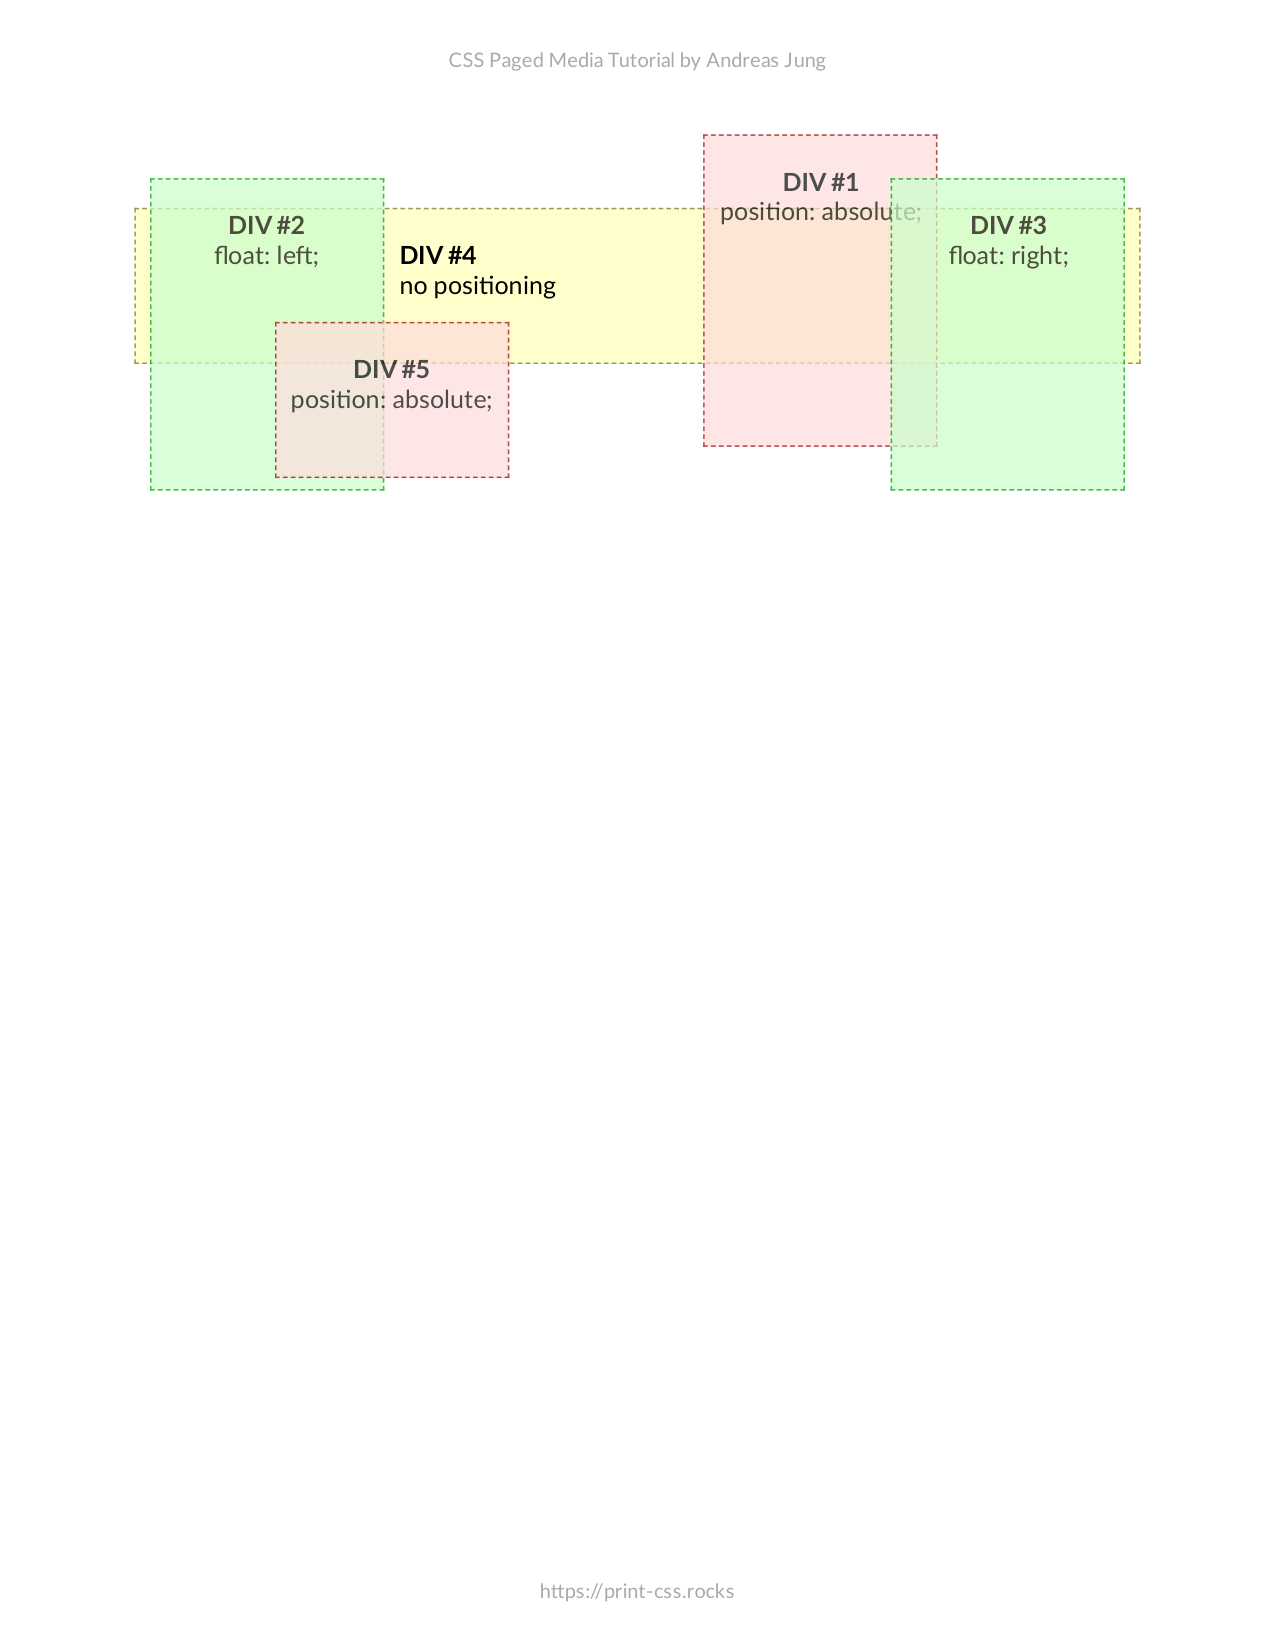 CSS Paged Media Tutorial by Andreas Jung
DIV #1
position: absolute;
DIV #2
float: left;
DIV #3
float: right;
DIV #4
no positioning
DIV #5
position: absolute;
https://print-css.rocks